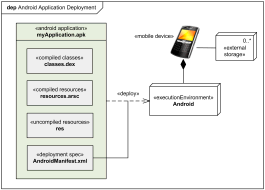 dep Android Application Deployment
«android application»
myApplication.apk
«compiled classes»
classes.dex
«compiled resources»
resources.arsc
«uncompiled resources»
res
«deployment spec»
AndroidManifest.xml
«deploy»
«mobile device»
0..*
«external
storage»
«executionEnvironment»
Android